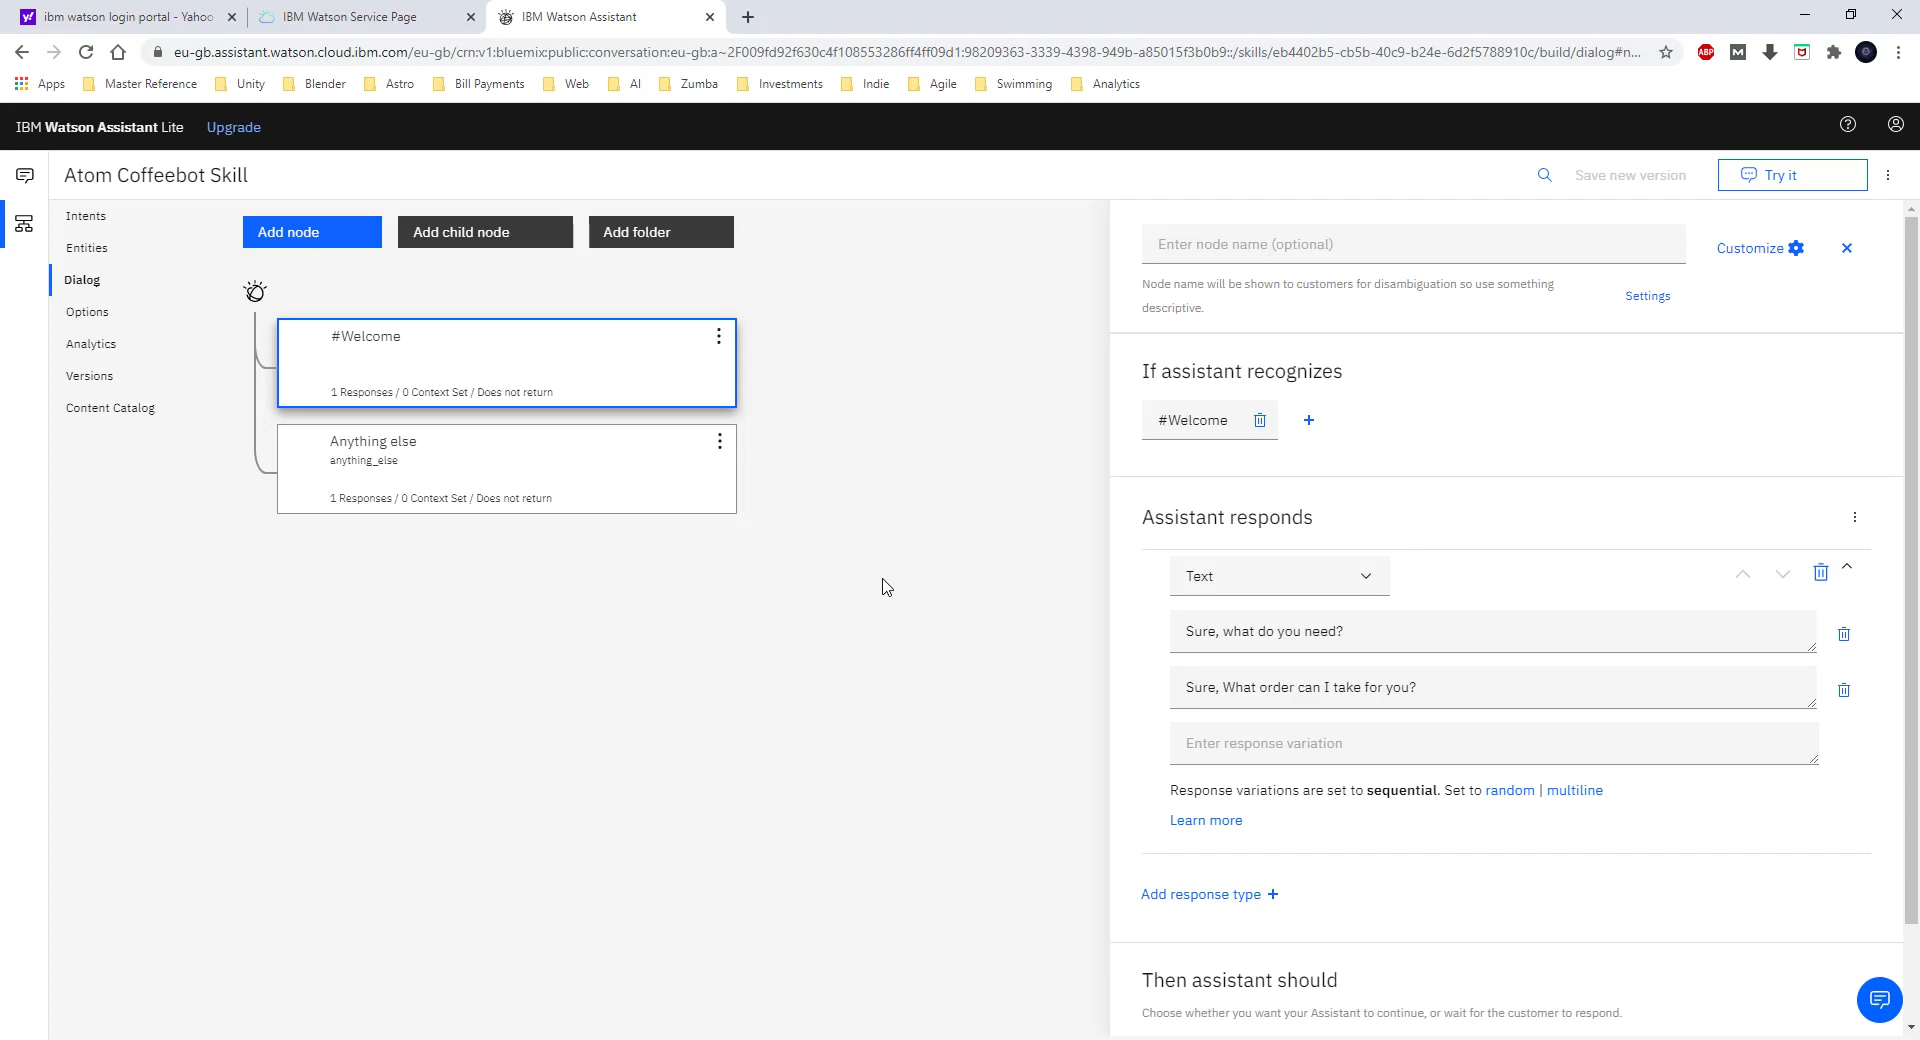 ibm watson login portal - Yahoo
IBM Watson Service Page
IBM Watson Assistant
eu-gb.assistant.watson.cloud.ibm.com/eu-gb/crn:v1:bluemix:public:conversation:eu-gb:a~2F009fd92f630c4f108553286ff4ff09d1:98209363-3339-4398-949b-a85015f3b0b9::/skills/eb4402b5-cb5b-40c9-b24e-6d2f5788910c/build/dialog#n...
ABP
M
Apps
Master Reference
Unity
Blender
Astro
Bill Payments
Web
AI
Zumba
Investments
Indie
Agile
Swimming
Analytics
IBM Watson Assistant Lite
Upgrade
Atom Coffeebot Skill
Save new version
Try it
Intents
Entities
Dialog
Options
Analytics
Versions
Content Catalog
Add node
Add child node
Add folder
#Welcome
1 Responses / 0 Context Set / Does not return
Anything else
anything_else
1 Responses / 0 Context Set / Does not return
Enter node name (optional)
Customize
Node name will be shown to customers for disambiguation so use something
descriptive.
Settings
If assistant recognizes
#Welcome
Assistant responds
Text
Sure, what do you need?
Sure, What order can I take for you?
Enter response variation
Response variations are set to sequential. Set to random | multiline
Learn more
Add response type +
Then assistant should
Choose whether you want your Assistant to continue, or wait for the customer to respond.